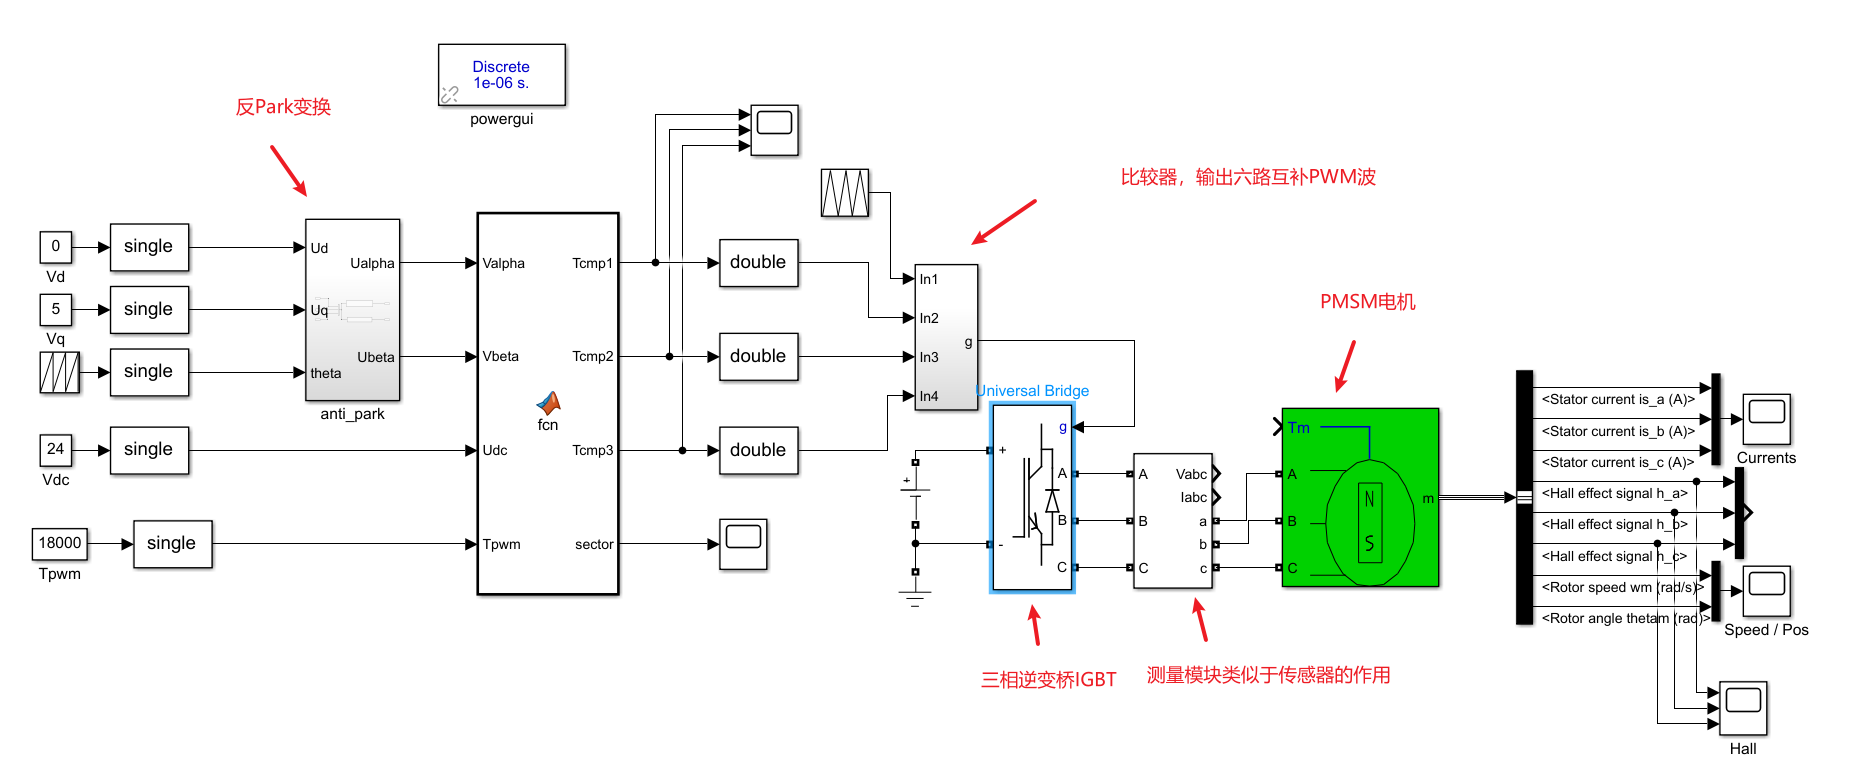 Discrete
1e-06 s.
powergui
反Park变换
比较器，输出六路互补PWM波
PMSM电机
0
Vd
single
5
Vq
single
single
24
Vdc
single
18000
Tpwm
single
Ud
Uq
theta
Ualpha
Ubeta
anti_park
Valpha
Vbeta
Udc
Tpwm
fcn
Tcmp1
Tcmp2
Tcmp3
sector
double
double
double
In1
In2
In3
In4
g
Universal Bridge
g
+
-
A
B
C
+
三相逆变桥IGBT
A
B
C
Vabc
Iabc
a
b
c
测量模块类似于传感器的作用
Tm
A
B
C
N
S
m
<Stator current is_a (A)>
<Stator current is_b (A)>
<Stator current is_c (A)>
<Hall effect signal h_a>
<Hall effect signal h_b>
<Hall effect signal h_c>
<Rotor speed wm (rad/s)>
<Rotor angle thetam (rad)>
Currents
Speed / Pos
Hall